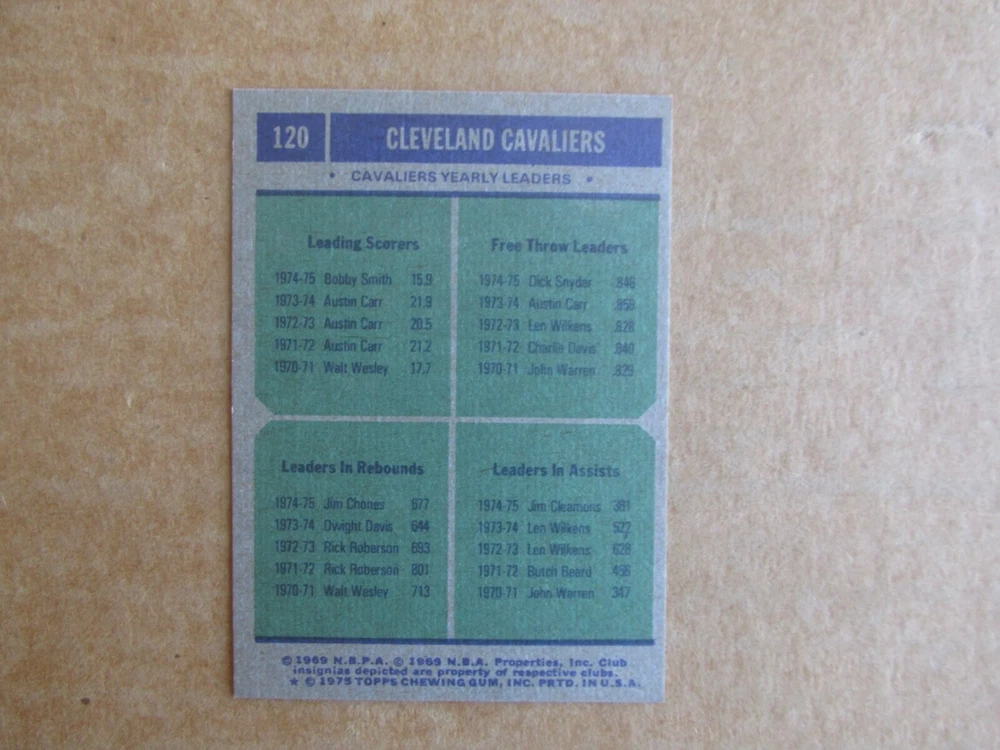 120 CLEVELAND CAVALIERS
* CAVALIERS YEARLY LEADERS *
Leading Scorers
1974-75 Bobby Smith 15.9
1973-74 Austin Carr 21.9
1972-73 Austin Carr 20.5
1971-72 Austin Carr 21.2
1970-71 Walt Wesley 17.7
Free Throw Leaders
1974-75 Dick Snyder .846
1973-74 Austin Carr .859
1972-73 Len Wilkens .828
1971-72 Charlie Davis .840
1970-71 John Warren .829
Leaders In Rebounds
1974-75 Jim Chones 677
1973-74 Dwight Davis 644
1972-73 Rick Roberson 693
1971-72 Rick Roberson 801
1970-71 Walt Wesley 713
Leaders In Assists
1974-75 Jim Cleamons 381
1973-74 Len Wilkens 522
1972-73 Len Wilkens 628
1971-72 Butch Beard 456
1970-71 John Warren 347
© 1969 N.B.P.A. © 1969 N.B.A. Properties, Inc. Club
insignias depicted are property of respective clubs.
★ © 1975 TOPPS CHEWING GUM, INC. PRTD. IN U.S.A.